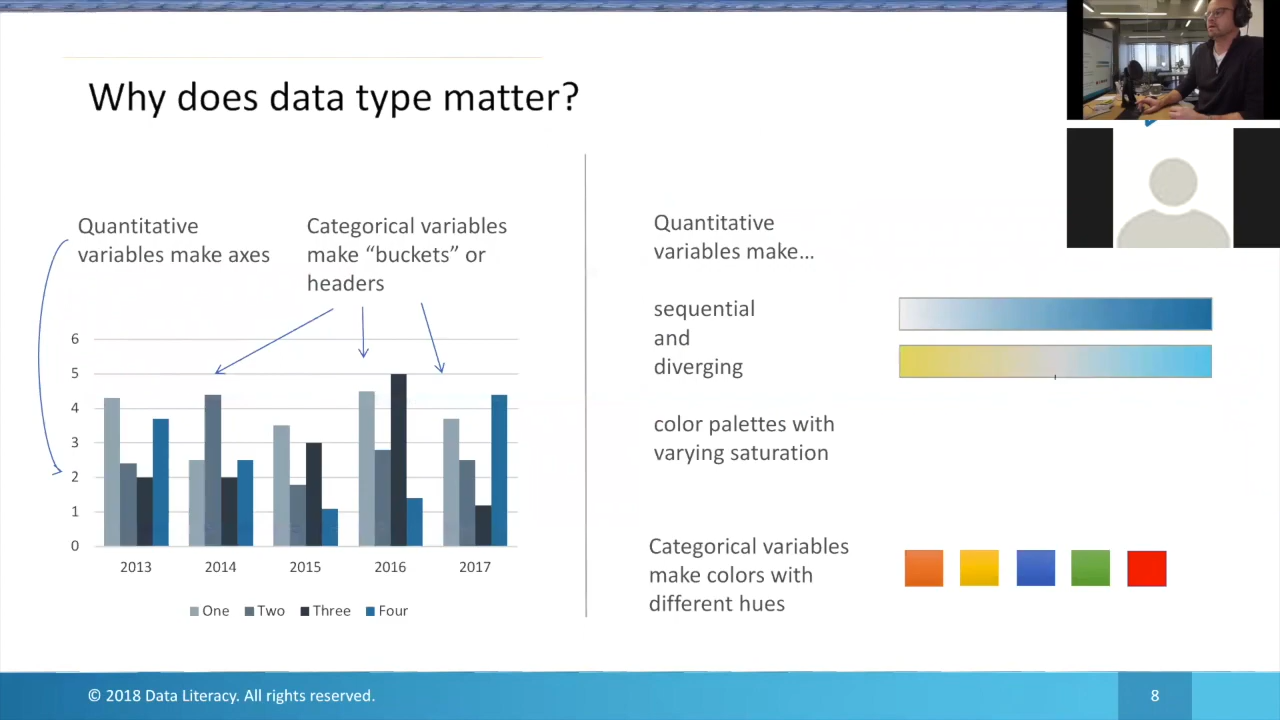 Why does data type matter?
Quantitative
variables make axes
Categorical variables
make “buckets” or
headers
6
5
4
3
2
1
0
2013 2014 2015 2016 2017
One Two Three Four
Quantitative
variables make…
sequential
and
diverging
color palettes with
varying saturation
Categorical variables
make colors with
different hues
© 2018 Data Literacy. All rights reserved.
8